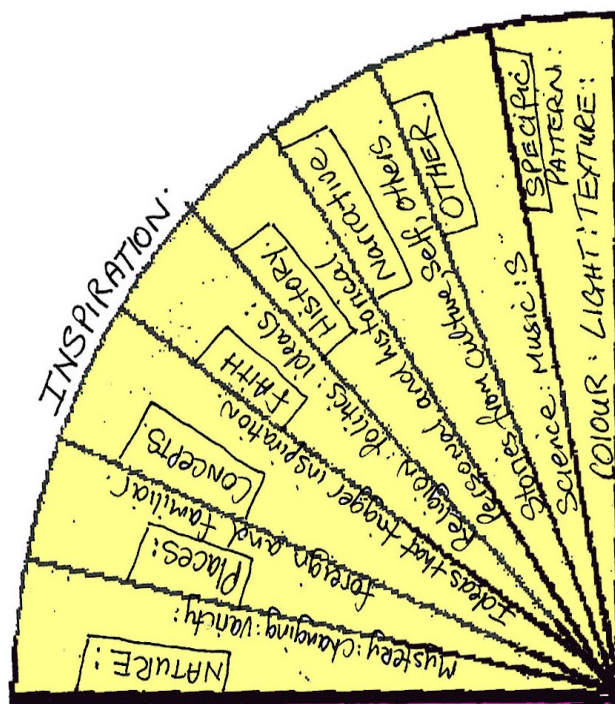 INSPIRATION.
NATURE:
Mystery: Changing: Variety:
Places:
foreign and familiar.
CONCEPTS
Ideas that trigger inspiration.
FAITH
Religion: Politics: ideals:
HISTORY.
Personal and historical.
Narrative.
Stories from Culture, Self, others.
OTHER.
Science: Music: S
SPECIFIC
PATTERN:
COLOUR: LIGHT: TEXTURE: